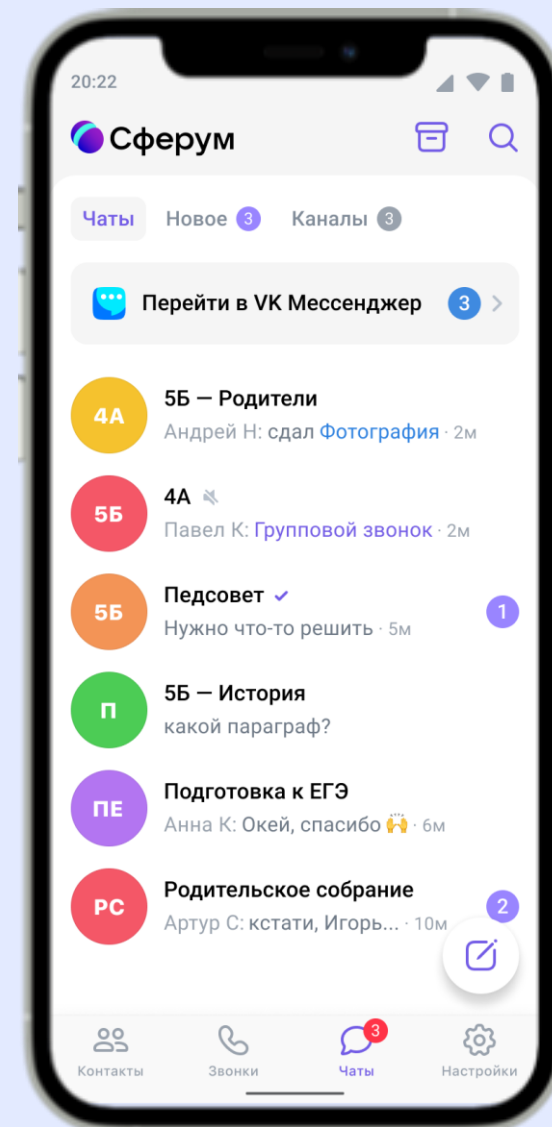 20:22
Сферум
Чаты Новое 3 Каналы 3
Перейти в VK Мессенджер 3
4А
5Б — Родители
Андрей Н: сдал Фотография · 2м
5Б
4А
Павел К: Групповой звонок · 2м
5Б
Педсовет
Нужно что-то решить · 5м
1
П
5Б — История
какой параграф?
ПЕ
Подготовка к ЕГЭ
Анна К: Окей, спасибо 🙌 · 6м
РС
Родительское собрание
Артур С: кстати, Игорь... · 10м
2
3
Контакты Звонки Чаты Настройки